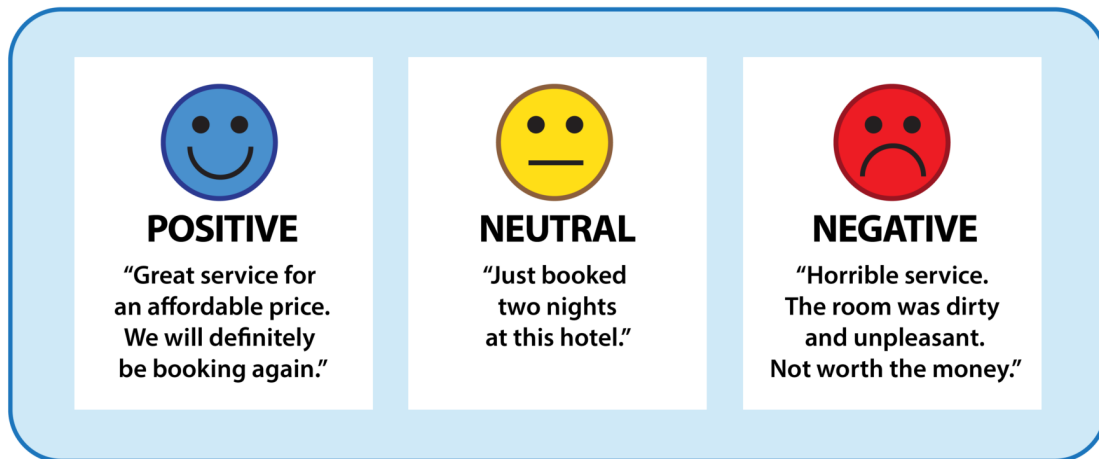 POSITIVE
“Great service for
an affordable price.
We will definitely
be booking again.”
NEUTRAL
“Just booked
two nights
at this hotel.”
NEGATIVE
“Horrible service.
The room was dirty
and unpleasant.
Not worth the money.”